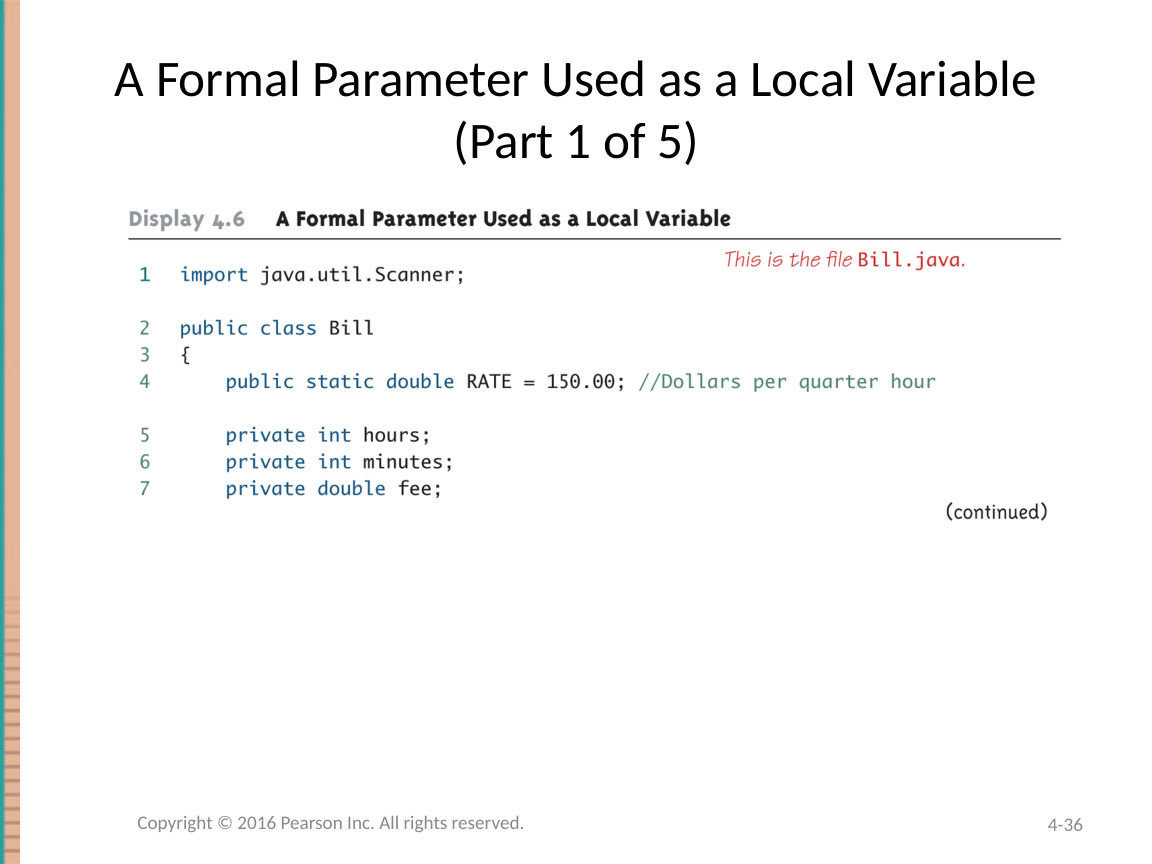 A Formal Parameter Used as a Local Variable
(Part 1 of 5)
Display 4.6 A Formal Parameter Used as a Local Variable
This is the file Bill.java.
1 import java.util.Scanner;
2 public class Bill
3 {
4 public static double RATE = 150.00; //Dollars per quarter hour
5 private int hours;
6 private int minutes;
7 private double fee;
(continued)
Copyright © 2016 Pearson Inc. All rights reserved.
4-36